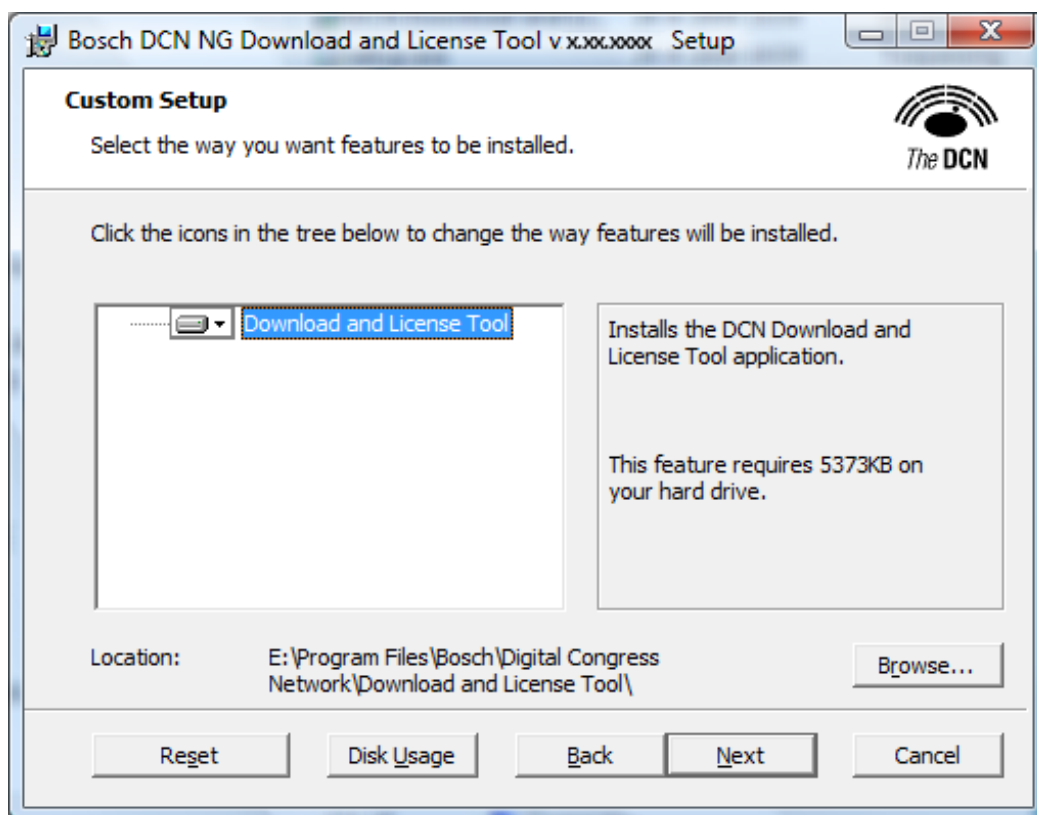 Bosch DCN NG Download and License Tool v x.xx.xxxx Setup
Custom Setup
Select the way you want features to be installed.
The DCN
Click the icons in the tree below to change the way features will be installed.
Download and License Tool
Installs the DCN Download and
License Tool application.
This feature requires 5373KB on
your hard drive.
Location:
E:\Program Files\Bosch\Digital Congress
Network\Download and License Tool\
Browse...
Reset
Disk Usage
Back
Next
Cancel